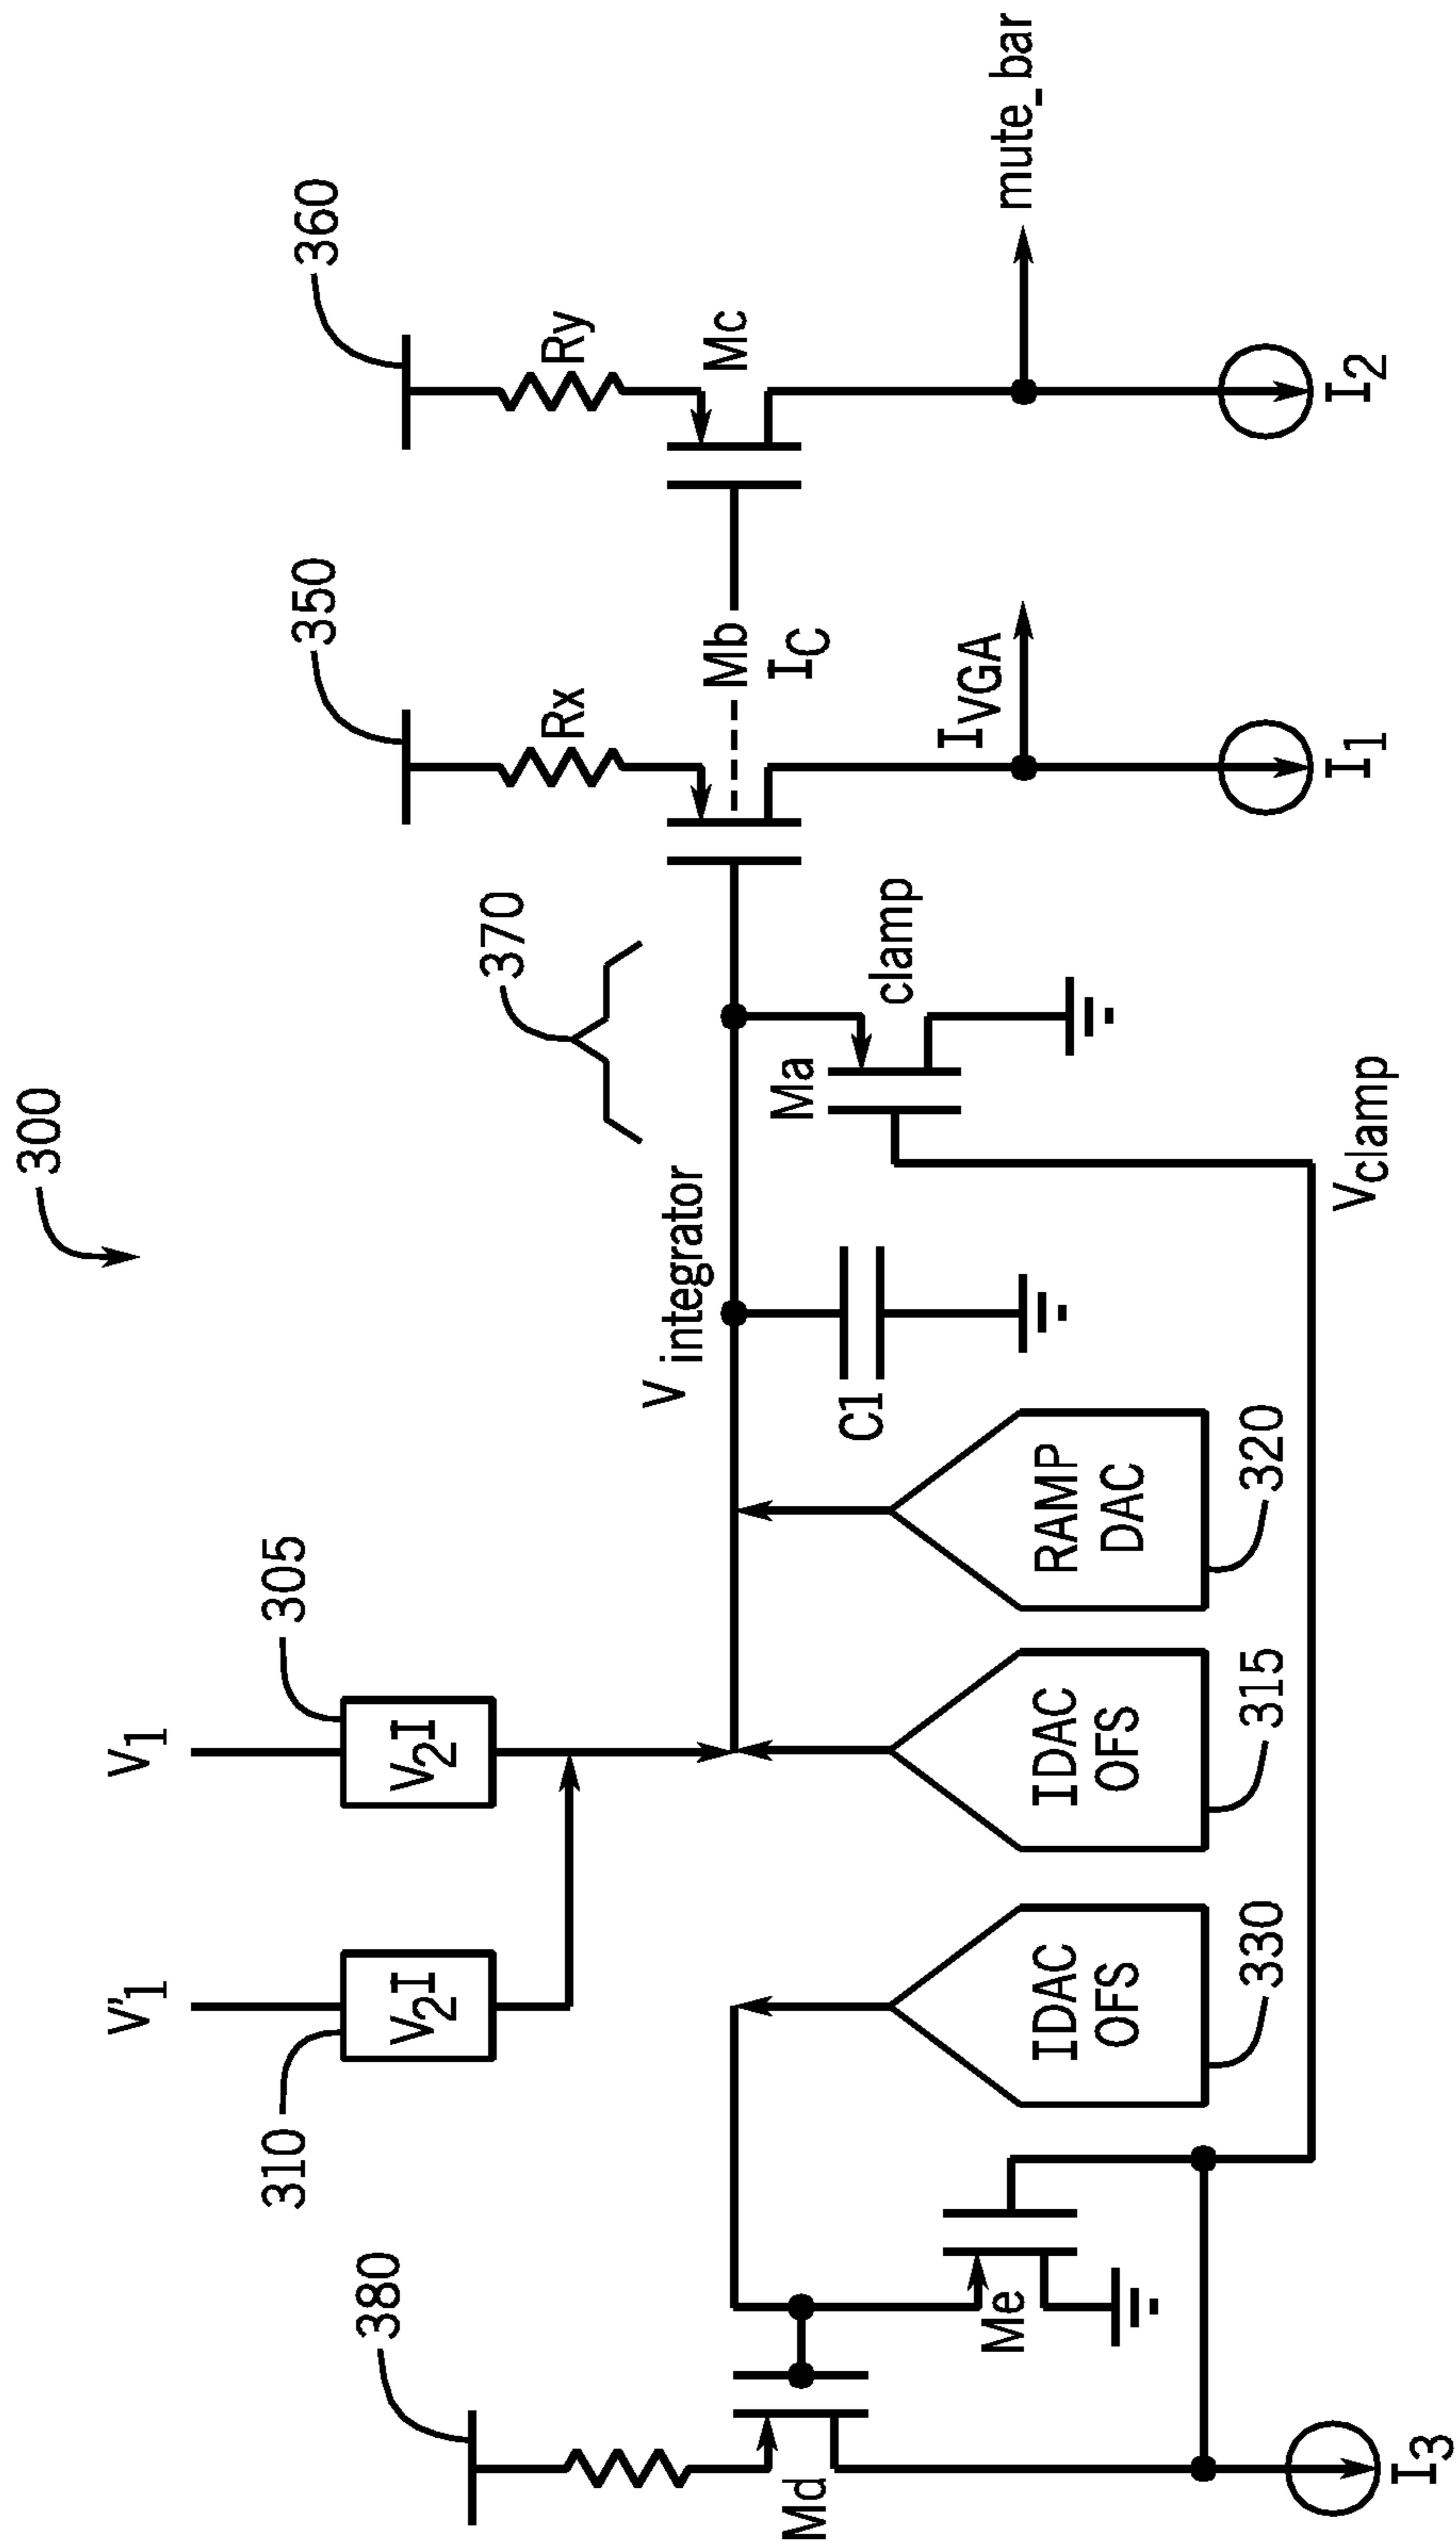 300
380
310
V'1
V2I
V1
V2I
305
370
350
360
Rx
Ry
Md
Me
IDAC
OFS
330
IDAC
OFS
315
RAMP
DAC
320
Vintegrator
C1
Ma
clamp
Vclamp
Mb
IC
Mc
IVGA
mute_bar
I3
I1
I2